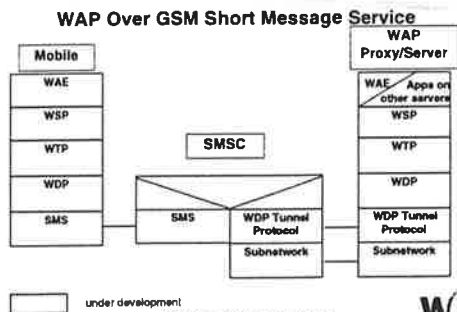 WAP Over GSM Short Message Service
Mobile
WAE
WSP
WTP
WDP
SMS
SMSC
SMS
WDP Tunnel
Protocol
Subnetwork
WAP
Proxy/Server
WAE
Apps on
other servers
WSP
WTP
WDP
WDP Tunnel
Protocol
Subnetwork
under development